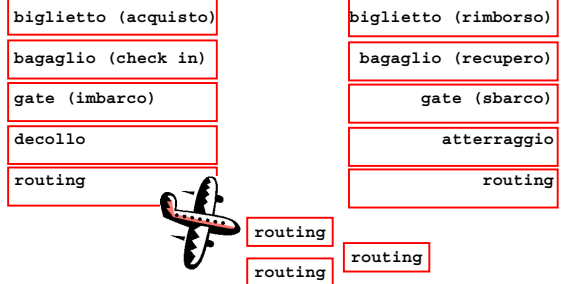 biglietto (acquisto)
bagaglio (check in)
gate (imbarco)
decollo
routing
biglietto (rimborso)
bagaglio (recupero)
gate (sbarco)
atterraggio
routing
routing
routing
routing